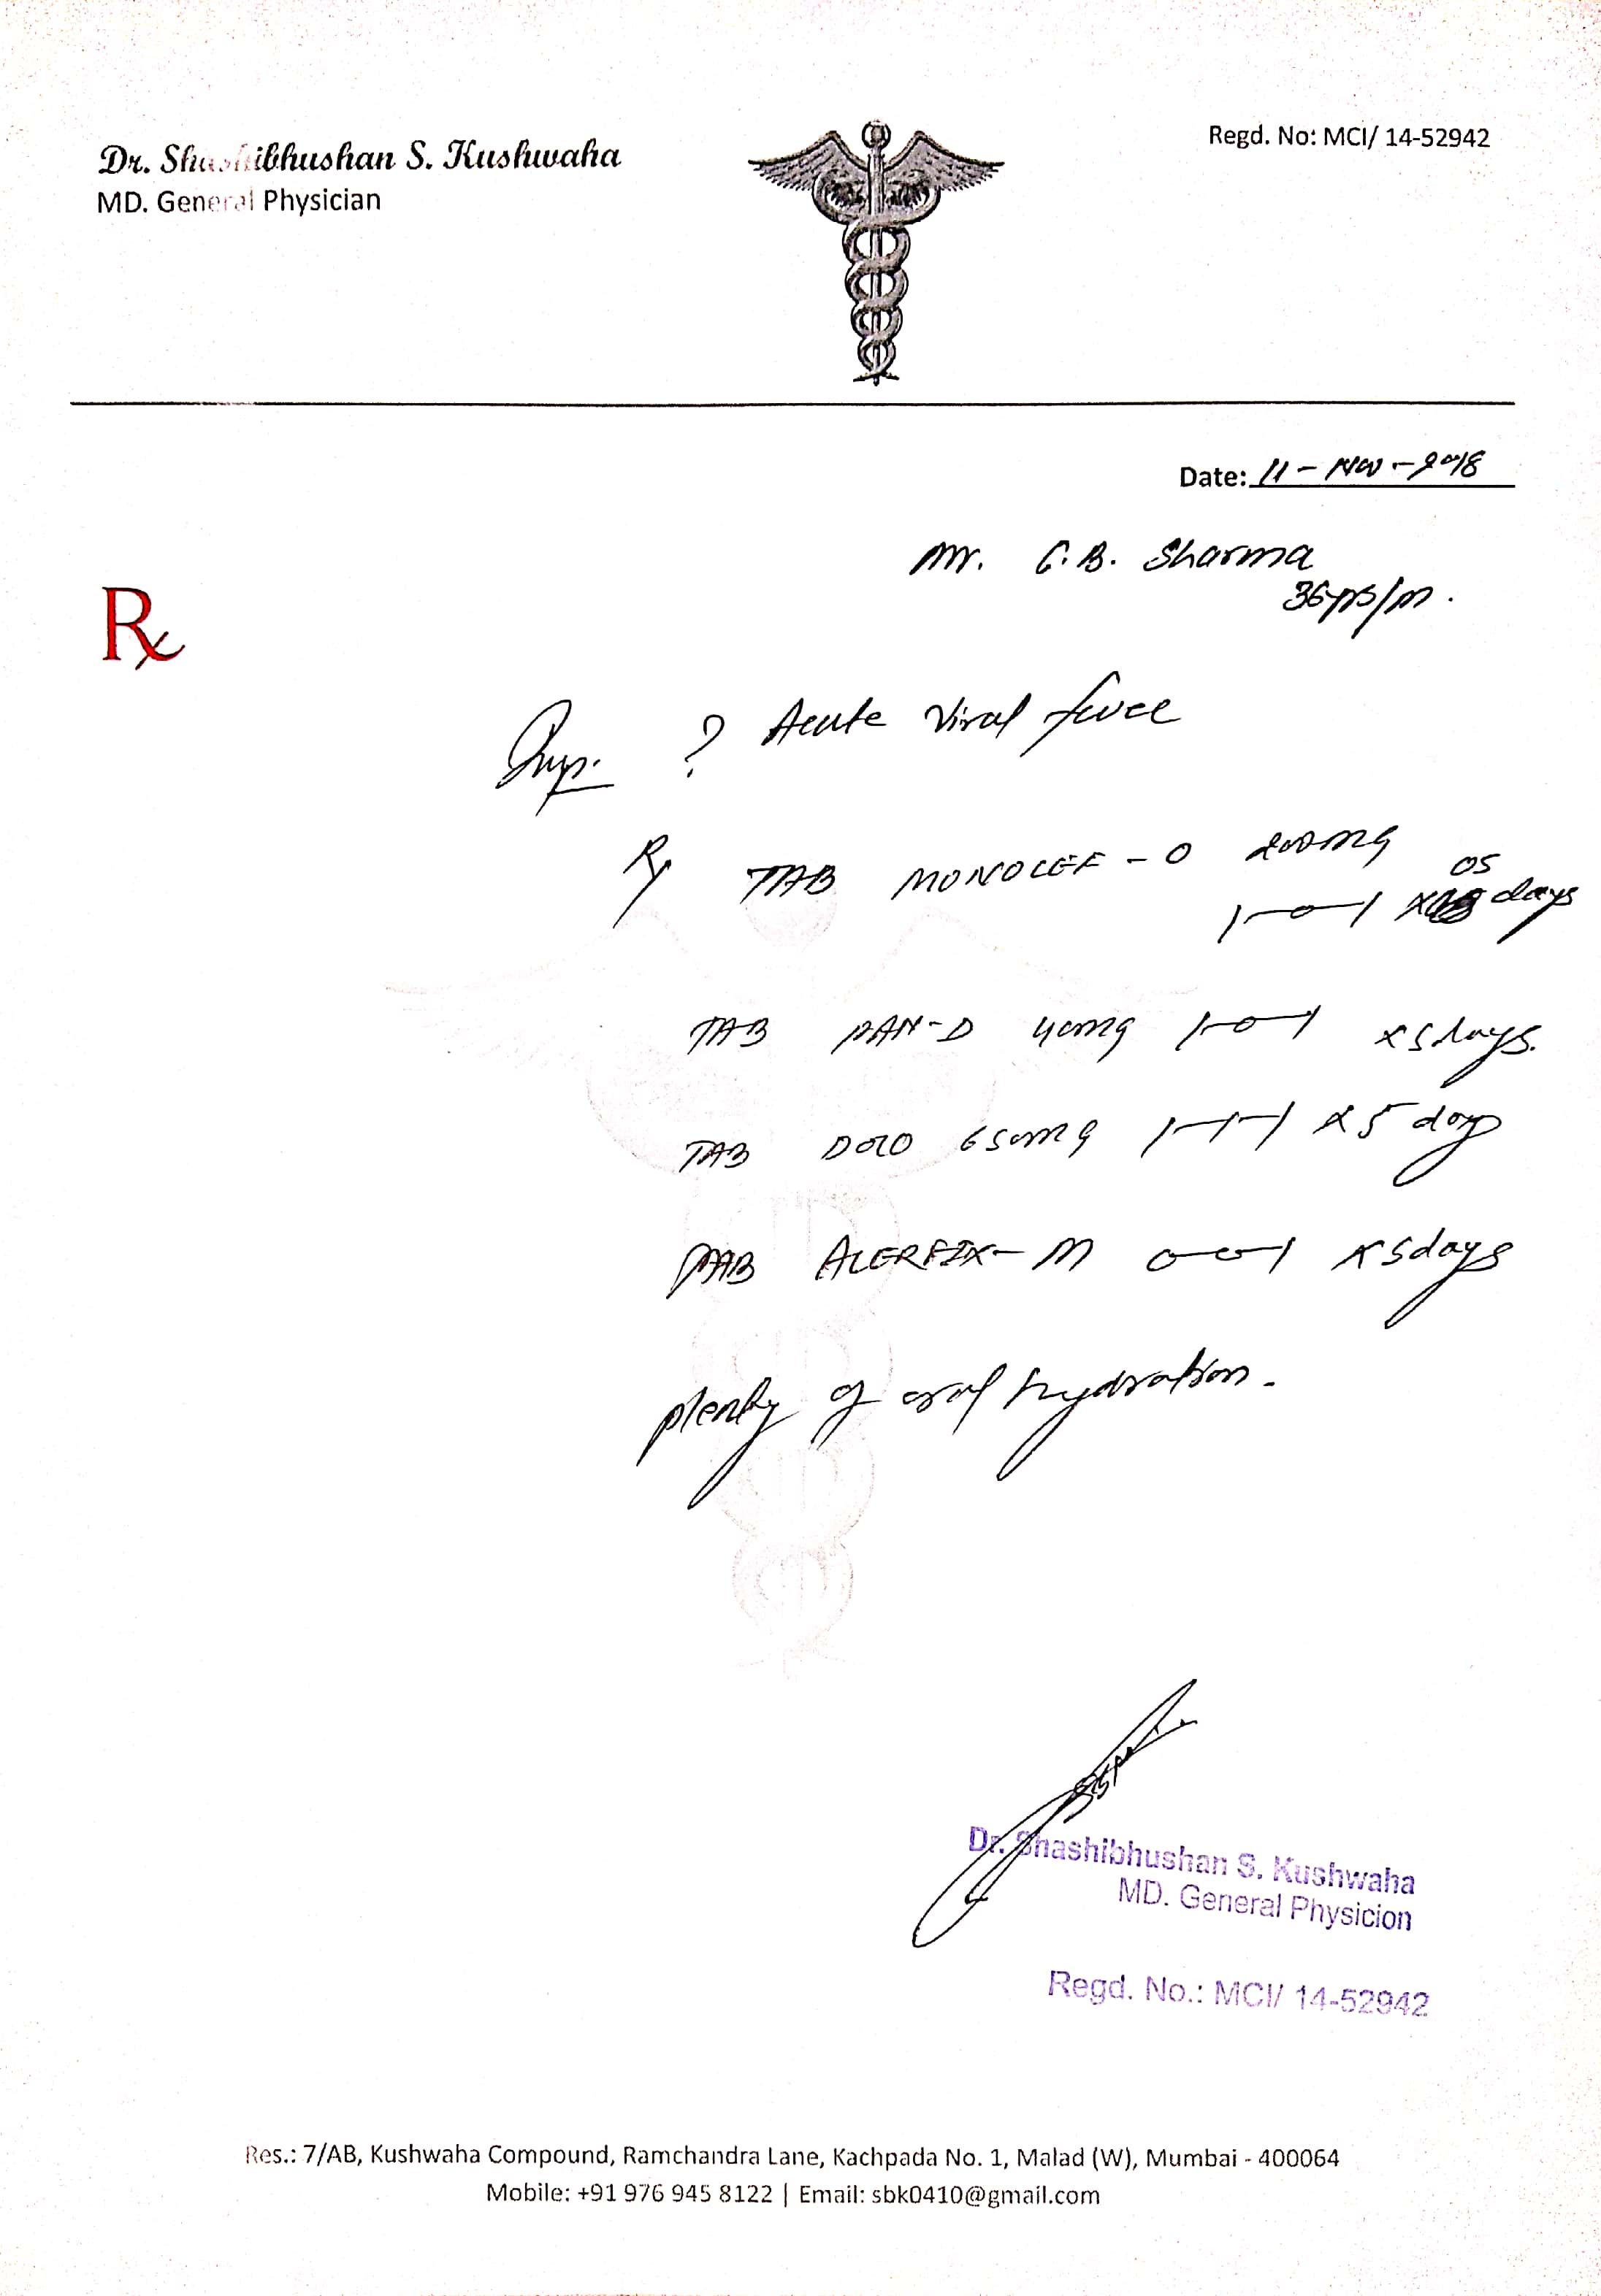 Dr. Shashibhushan S. Kushwaha
MD. General Physician
Regd. No: MCI/ 14-52942
Date: 11 - Nov - 2018
Mr. C.B. Sharma
36yrs/m.
Rx
Imp. ? Acute Viral fever
Rx TAB MONOCEF - O 200mg
1-0-1 x 05 days
TAB PAN-D 40mg 1-0-1 x 5days.
TAB DOLO 650mg 1-1-1 x 5 days
TAB ALERFIX - M 0-0-1 x 5days
plenty of oral hydration.
Dr. Shashibhushan S. Kushwaha
MD. General Physicion
Regd. No.: MCI/ 14-52942
Res.: 7/AB, Kushwaha Compound, Ramchandra Lane, Kachpada No. 1, Malad (W), Mumbai - 400064
Mobile: +91 976 945 8122 | Email: sbk0410@gmail.com